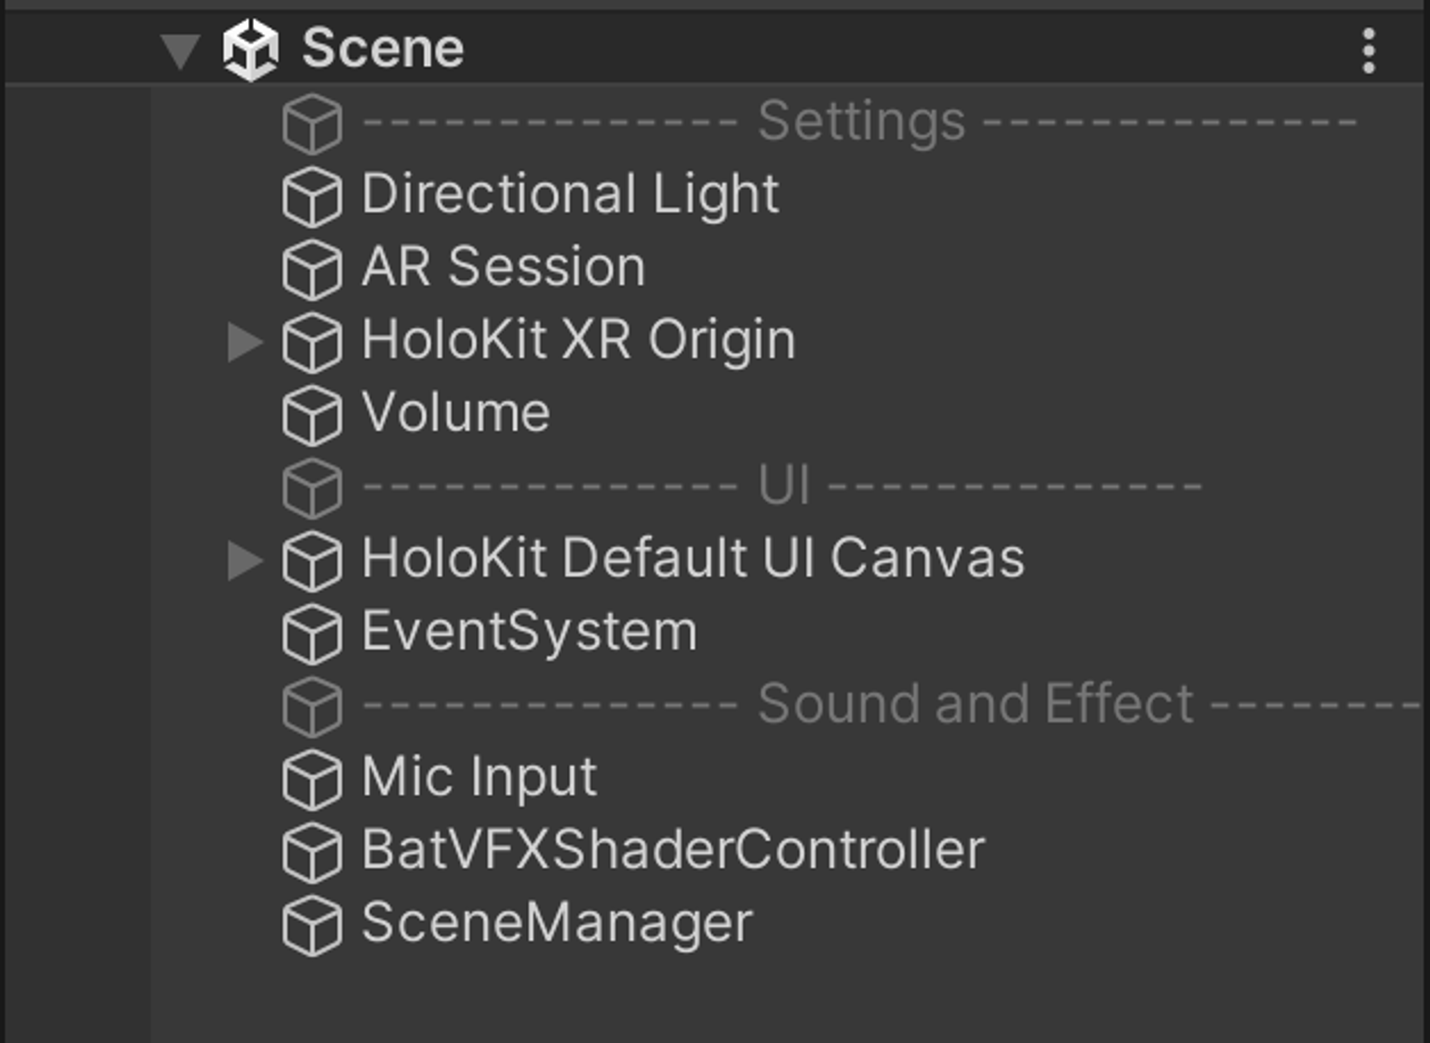 Scene
-------------- Settings --------------
Directional Light
AR Session
HoloKit XR Origin
Volume
-------------- UI --------------
HoloKit Default UI Canvas
EventSystem
-------------- Sound and Effect --------
Mic Input
BatVFXShaderController
SceneManager